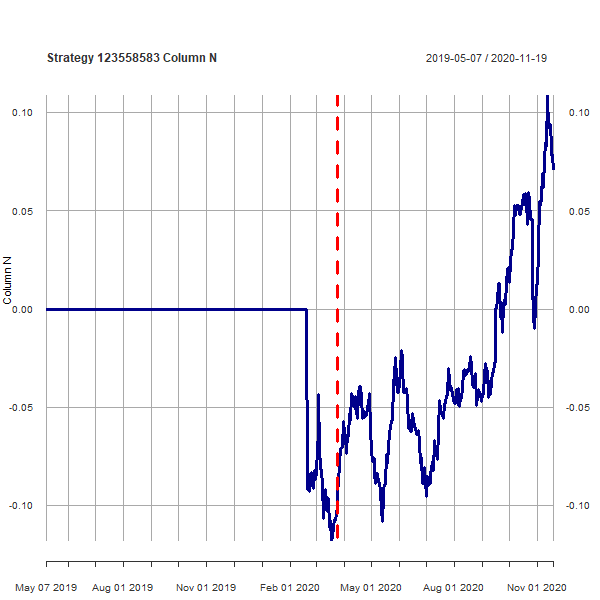 Strategy 123558583 Column N
2019-05-07 / 2020-11-19
0.10 0.10
0.05 0.05
0.00 0.00
-0.05 -0.05
-0.10 -0.10
Column N
May 07 2019 Aug 01 2019 Nov 01 2019 Feb 01 2020 May 01 2020 Aug 01 2020 Nov 01 2020